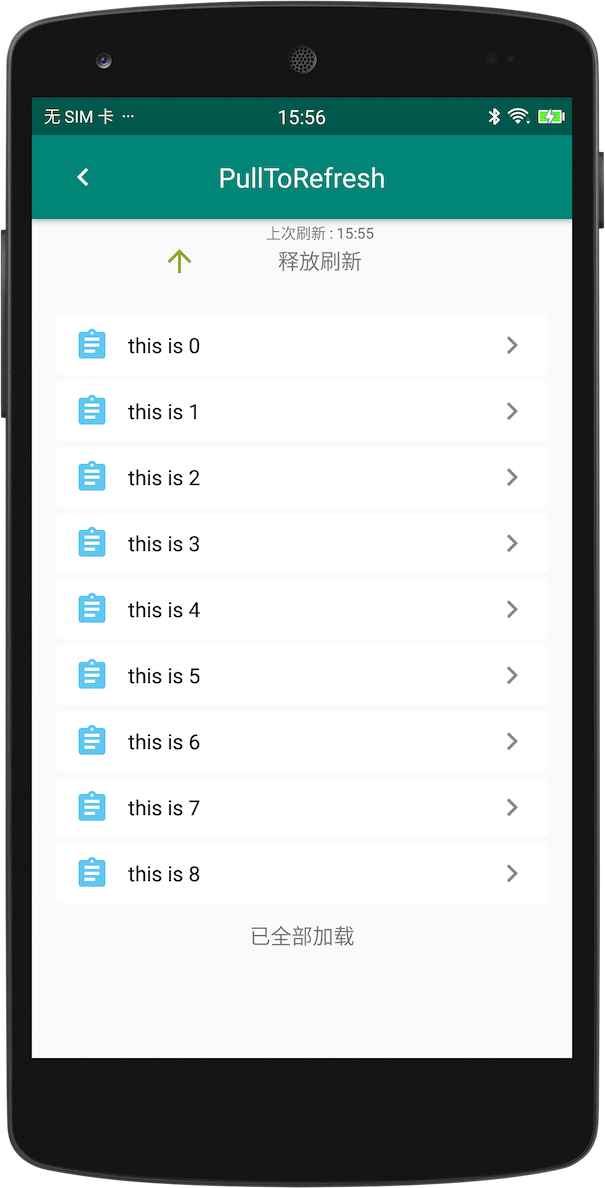 无 SIM 卡 ···
15:56
PullToRefresh
上次刷新 : 15:55
释放刷新
this is 0
this is 1
this is 2
this is 3
this is 4
this is 5
this is 6
this is 7
this is 8
已全部加载